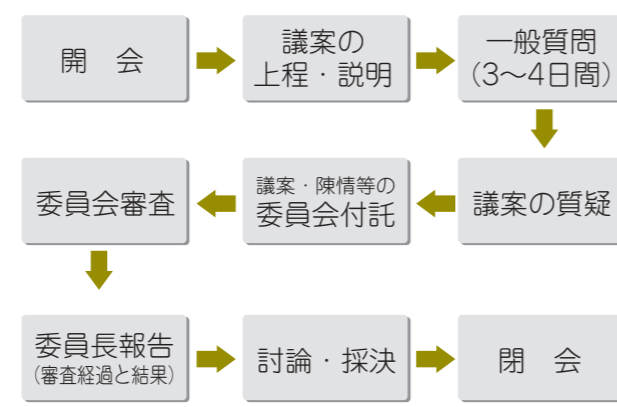 開　会
議案の
上程・説明
一般質問
（3〜4日間）
議案の質疑
議案・陳情等の
委員会付託
委員会審査
委員長報告
（審査経過と結果）
討論・採決
閉　会